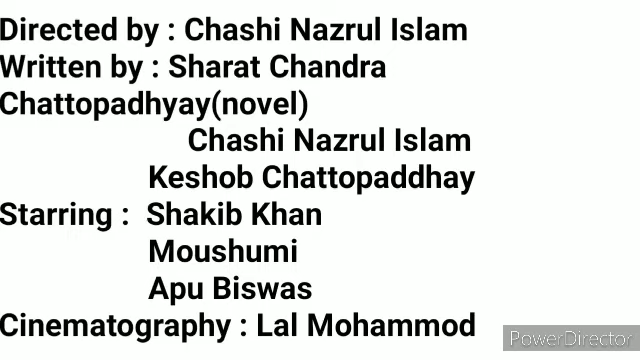 Directed by : Chashi Nazrul Islam
Written by : Sharat Chandra
Chattopadhyay(novel)
Chashi Nazrul Islam
Keshob Chattopaddhay
Starring : Shakib Khan
Moushumi
Apu Biswas
Cinematography : Lal Mohammod
PowerDirector